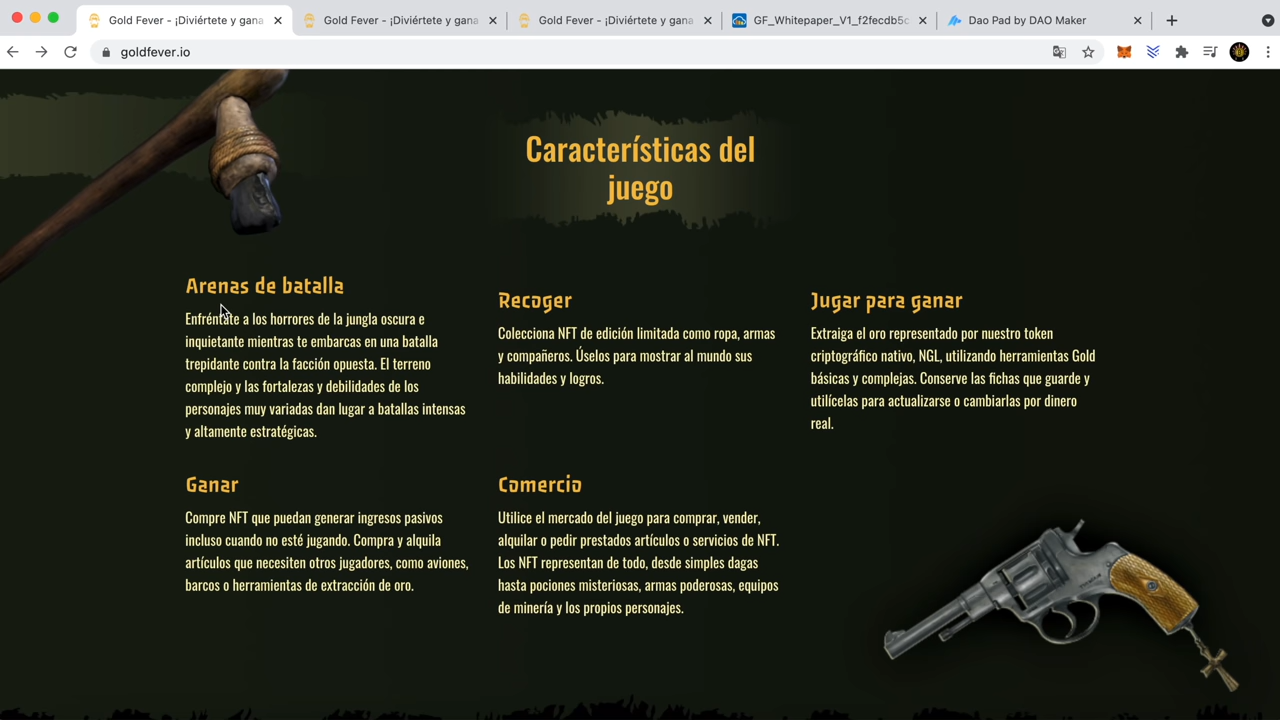 Gold Fever - ¡Diviértete y gana
Gold Fever - ¡Diviértete y gana
Gold Fever - ¡Diviértete y gana
GF_Whitepaper_V1_f2fecdb5c
Dao Pad by DAO Maker
goldfever.io
Características del
juego
Arenas de batalla
Enfréntate a los horrores de la jungla oscura e
inquietante mientras te embarcas en una batalla
trepidante contra la facción opuesta. El terreno
complejo y las fortalezas y debilidades de los
personajes muy variadas dan lugar a batallas intensas
y altamente estratégicas.
Recoger
Colecciona NFT de edición limitada como ropa, armas
y compañeros. Úselos para mostrar al mundo sus
habilidades y logros.
Jugar para ganar
Extraiga el oro representado por nuestro token
criptográfico nativo, NGL, utilizando herramientas Gold
básicas y complejas. Conserve las fichas que guarde y
utilícelas para actualizarse o cambiarlas por dinero
real.
Ganar
Compre NFT que puedan generar ingresos pasivos
incluso cuando no esté jugando. Compra y alquila
artículos que necesiten otros jugadores, como aviones,
barcos o herramientas de extracción de oro.
Comercio
Utilice el mercado del juego para comprar, vender,
alquilar o pedir prestados artículos o servicios de NFT.
Los NFT representan de todo, desde simples dagas
hasta pociones misteriosas, armas poderosas, equipos
de minería y los propios personajes.